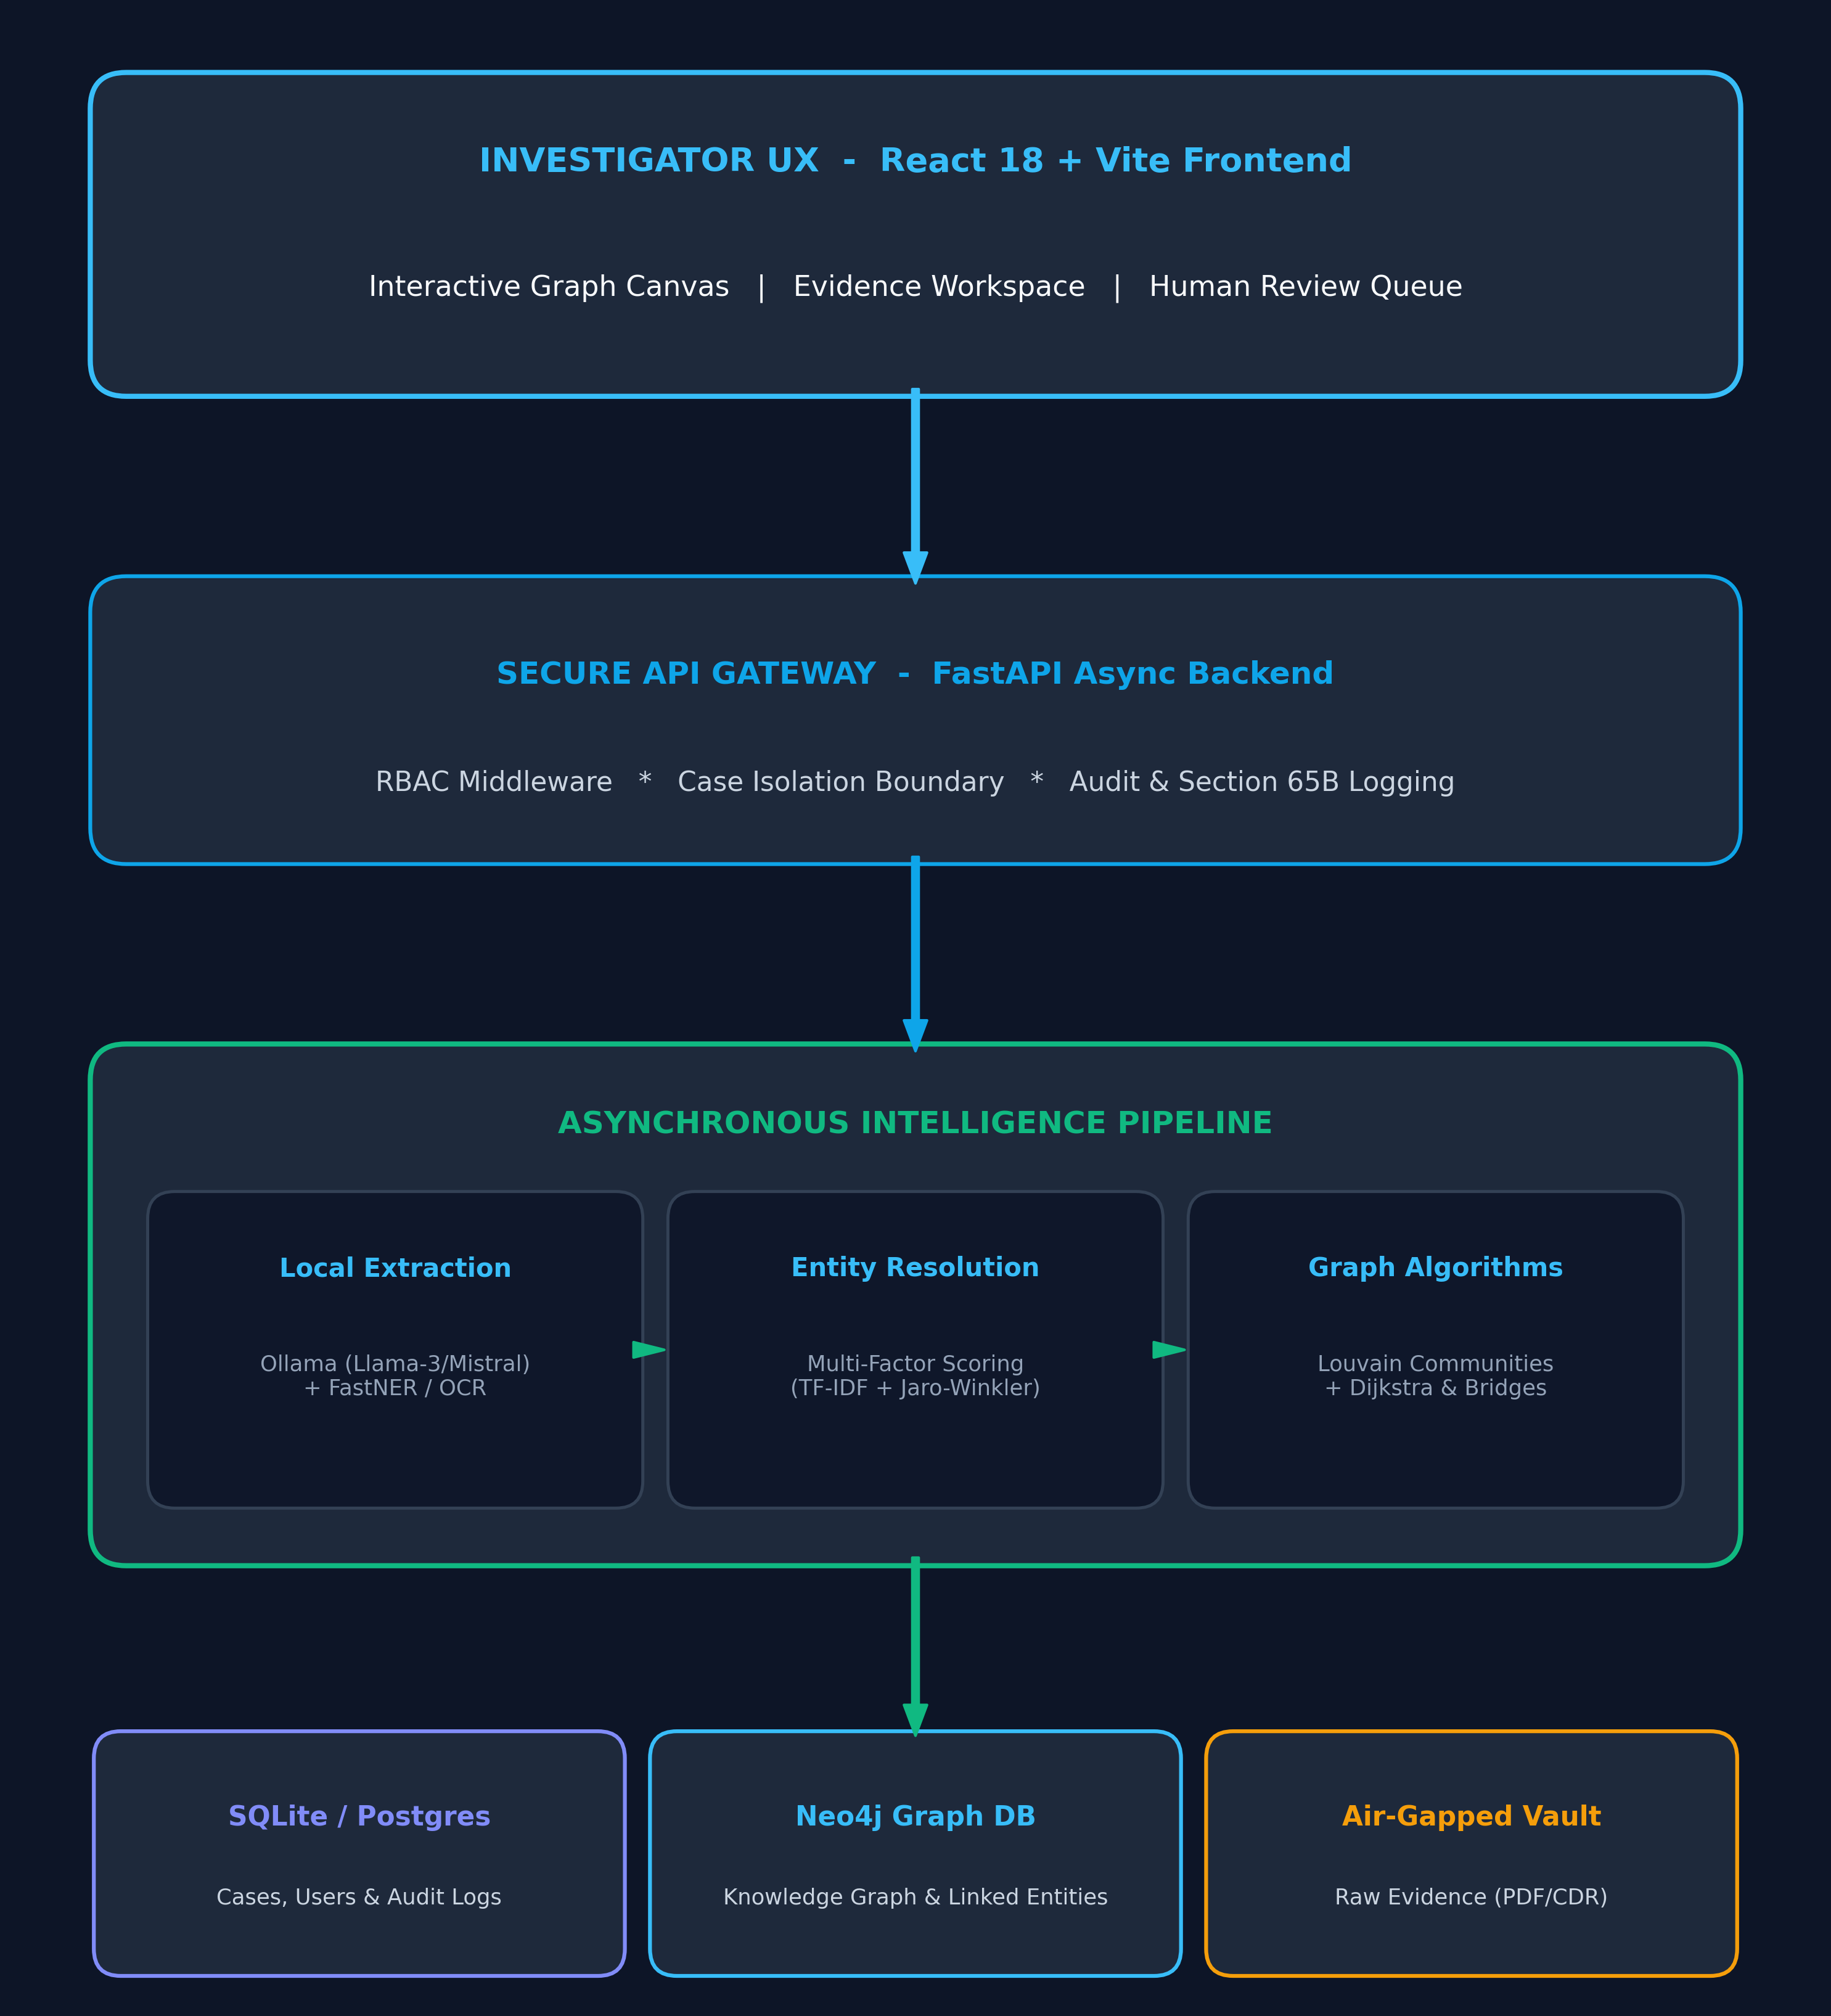 INVESTIGATOR UX - React 18 + Vite Frontend
Interactive Graph Canvas | Evidence Workspace | Human Review Queue
SECURE API GATEWAY - FastAPI Async Backend
RBAC Middleware * Case Isolation Boundary * Audit & Section 65B Logging
ASYNCHRONOUS INTELLIGENCE PIPELINE
Local Extraction
Ollama (Llama-3/Mistral)
+ FastNER / OCR
Entity Resolution
Multi-Factor Scoring
(TF-IDF + Jaro-Winkler)
Graph Algorithms
Louvain Communities
+ Dijkstra & Bridges
SQLite / Postgres
Cases, Users & Audit Logs
Neo4j Graph DB
Knowledge Graph & Linked Entities
Air-Gapped Vault
Raw Evidence (PDF/CDR)